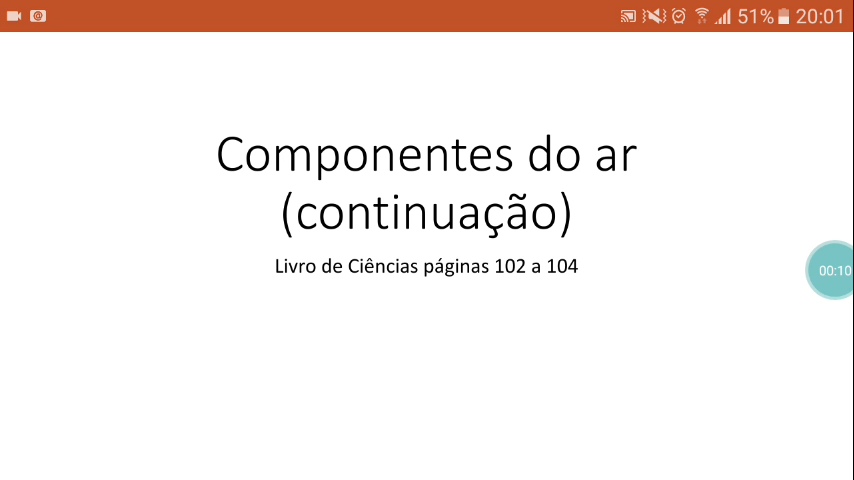 51% 20:01
Componentes do ar
(continuação)
Livro de Ciências páginas 102 a 104
00:10